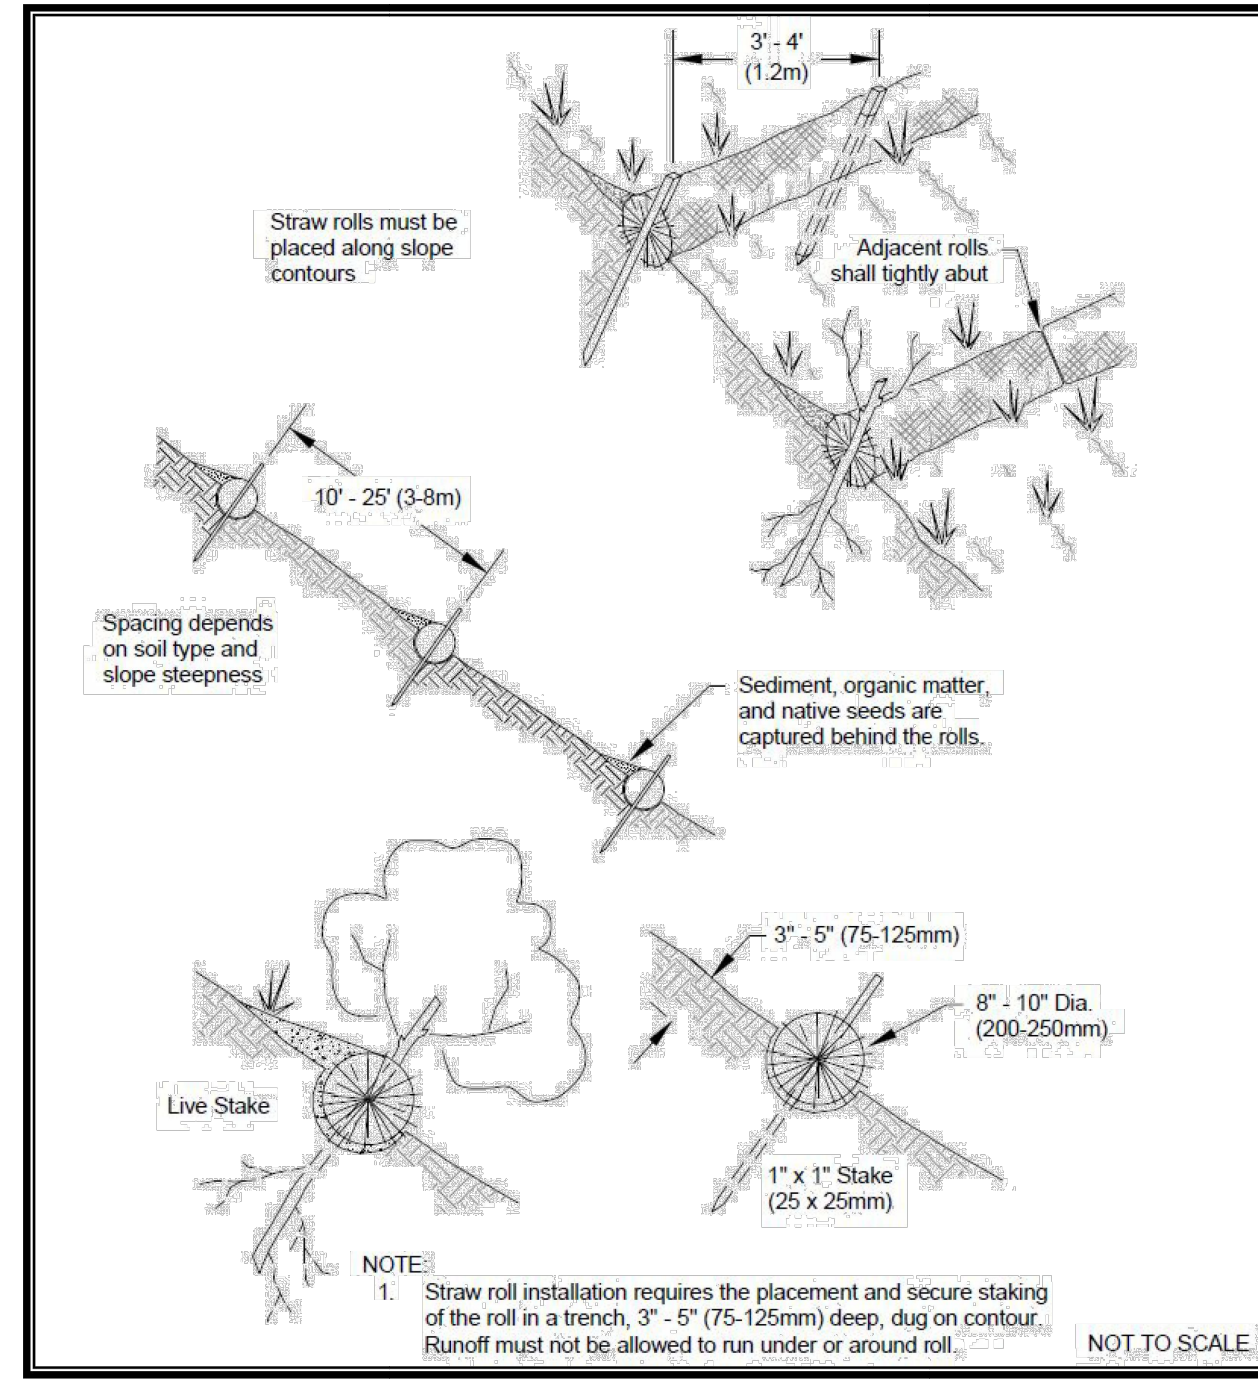 3' - 4'
(1.2m)
Straw rolls must be
placed along slope
contours
Adjacent rolls
shall tightly abut
10' - 25' (3-8m)
Spacing depends
on soil type and
slope steepness
Sediment, organic matter,
and native seeds are
captured behind the rolls.
3" - 5" (75-125mm)
8" - 10" Dia.
(200-250mm)
Live Stake
1" x 1" Stake
(25 x 25mm)
NOTE:
1. Straw roll installation requires the placement and secure staking
of the roll in a trench, 3" - 5" (75-125mm) deep, dug on contour.
Runoff must not be allowed to run under or around roll.
NOT TO SCALE